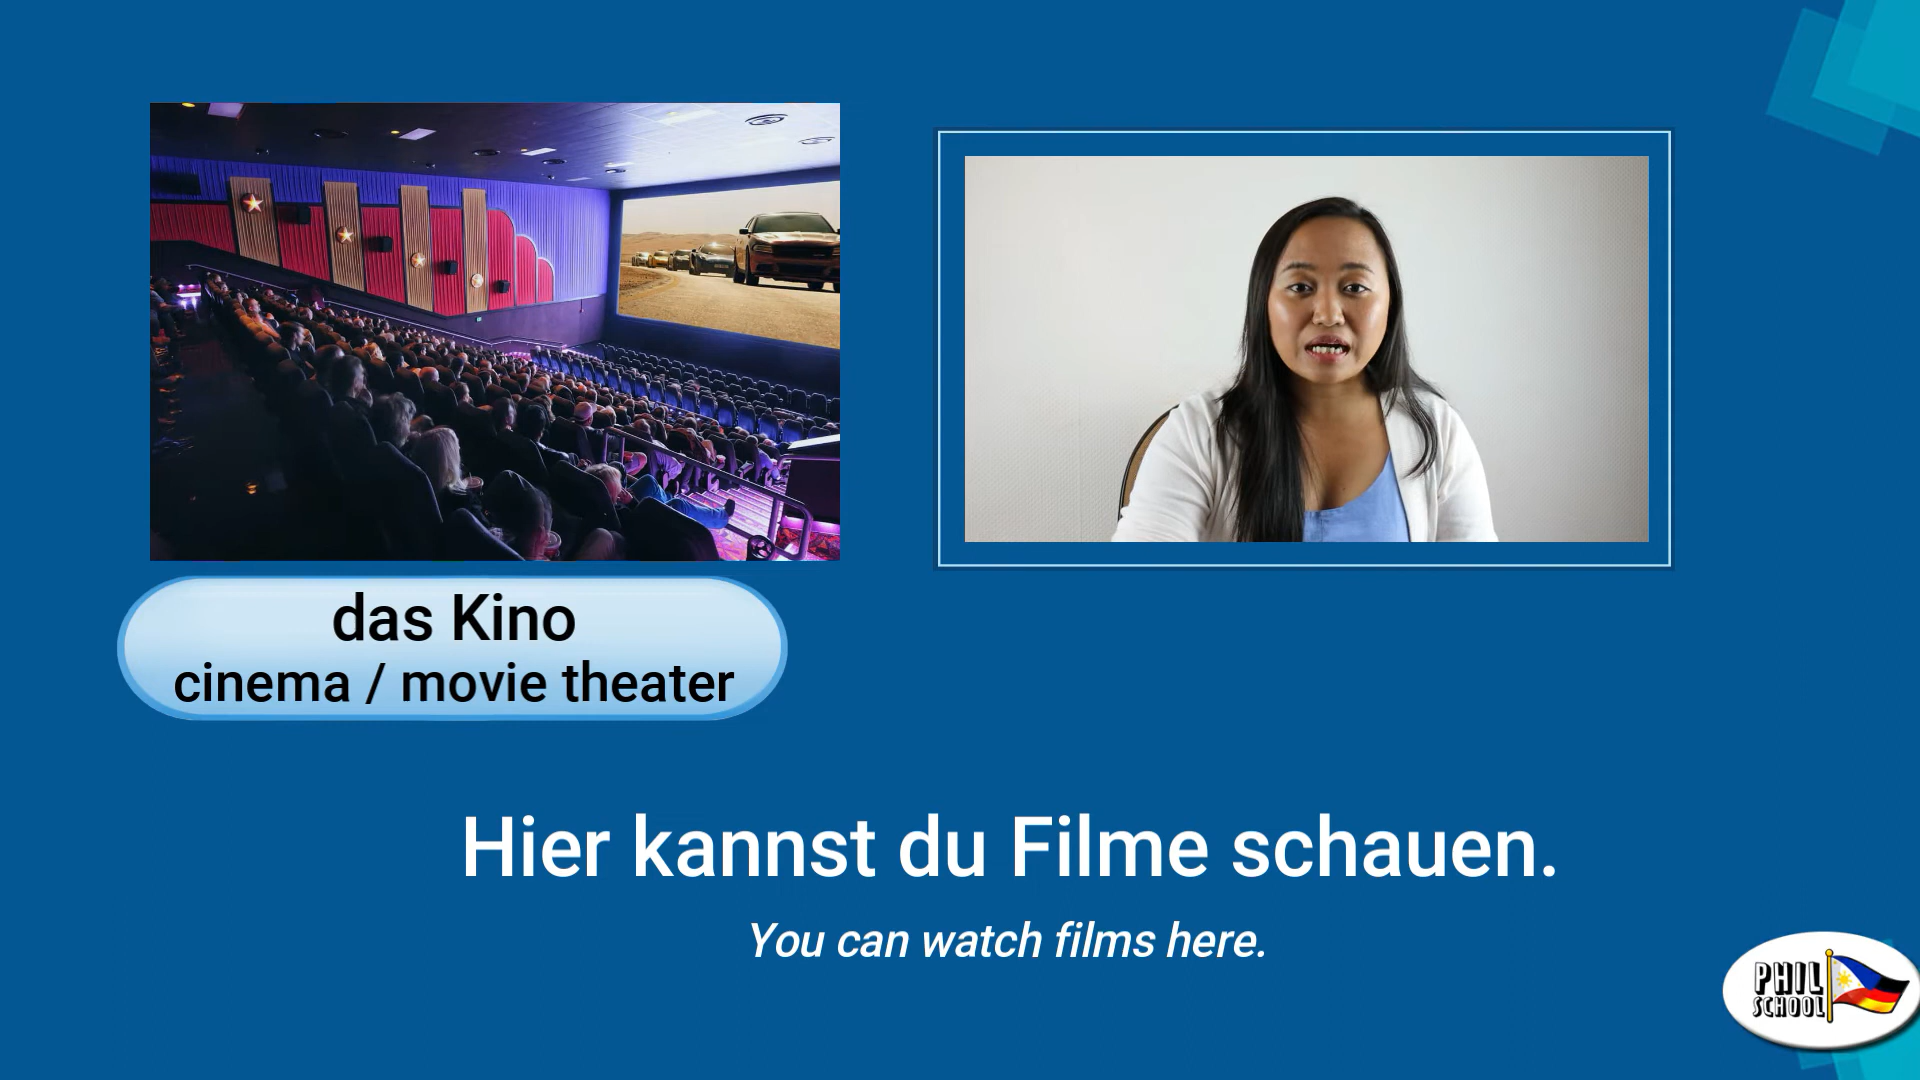 das Kino
cinema / movie theater
Hier kannst du Filme schauen.
You can watch films here.
PHIL
SCHOOL